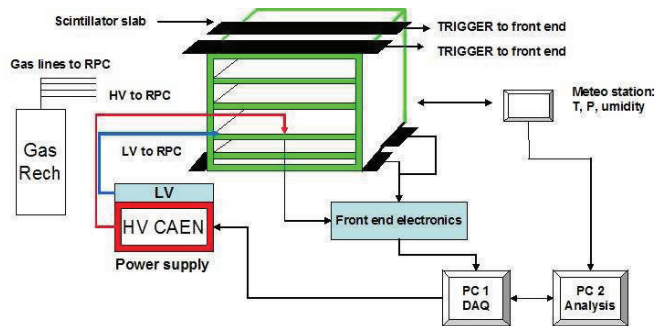 Scintillator slab
TRIGGER to front end
TRIGGER to front end
Gas lines to RPC
HV to RPC
Meteo station:
T, P, umidity
LV to RPC
Gas
Rech
LV
HV CAEN
Power supply
Front end electronics
PC 1
DAQ
PC 2
Analysis